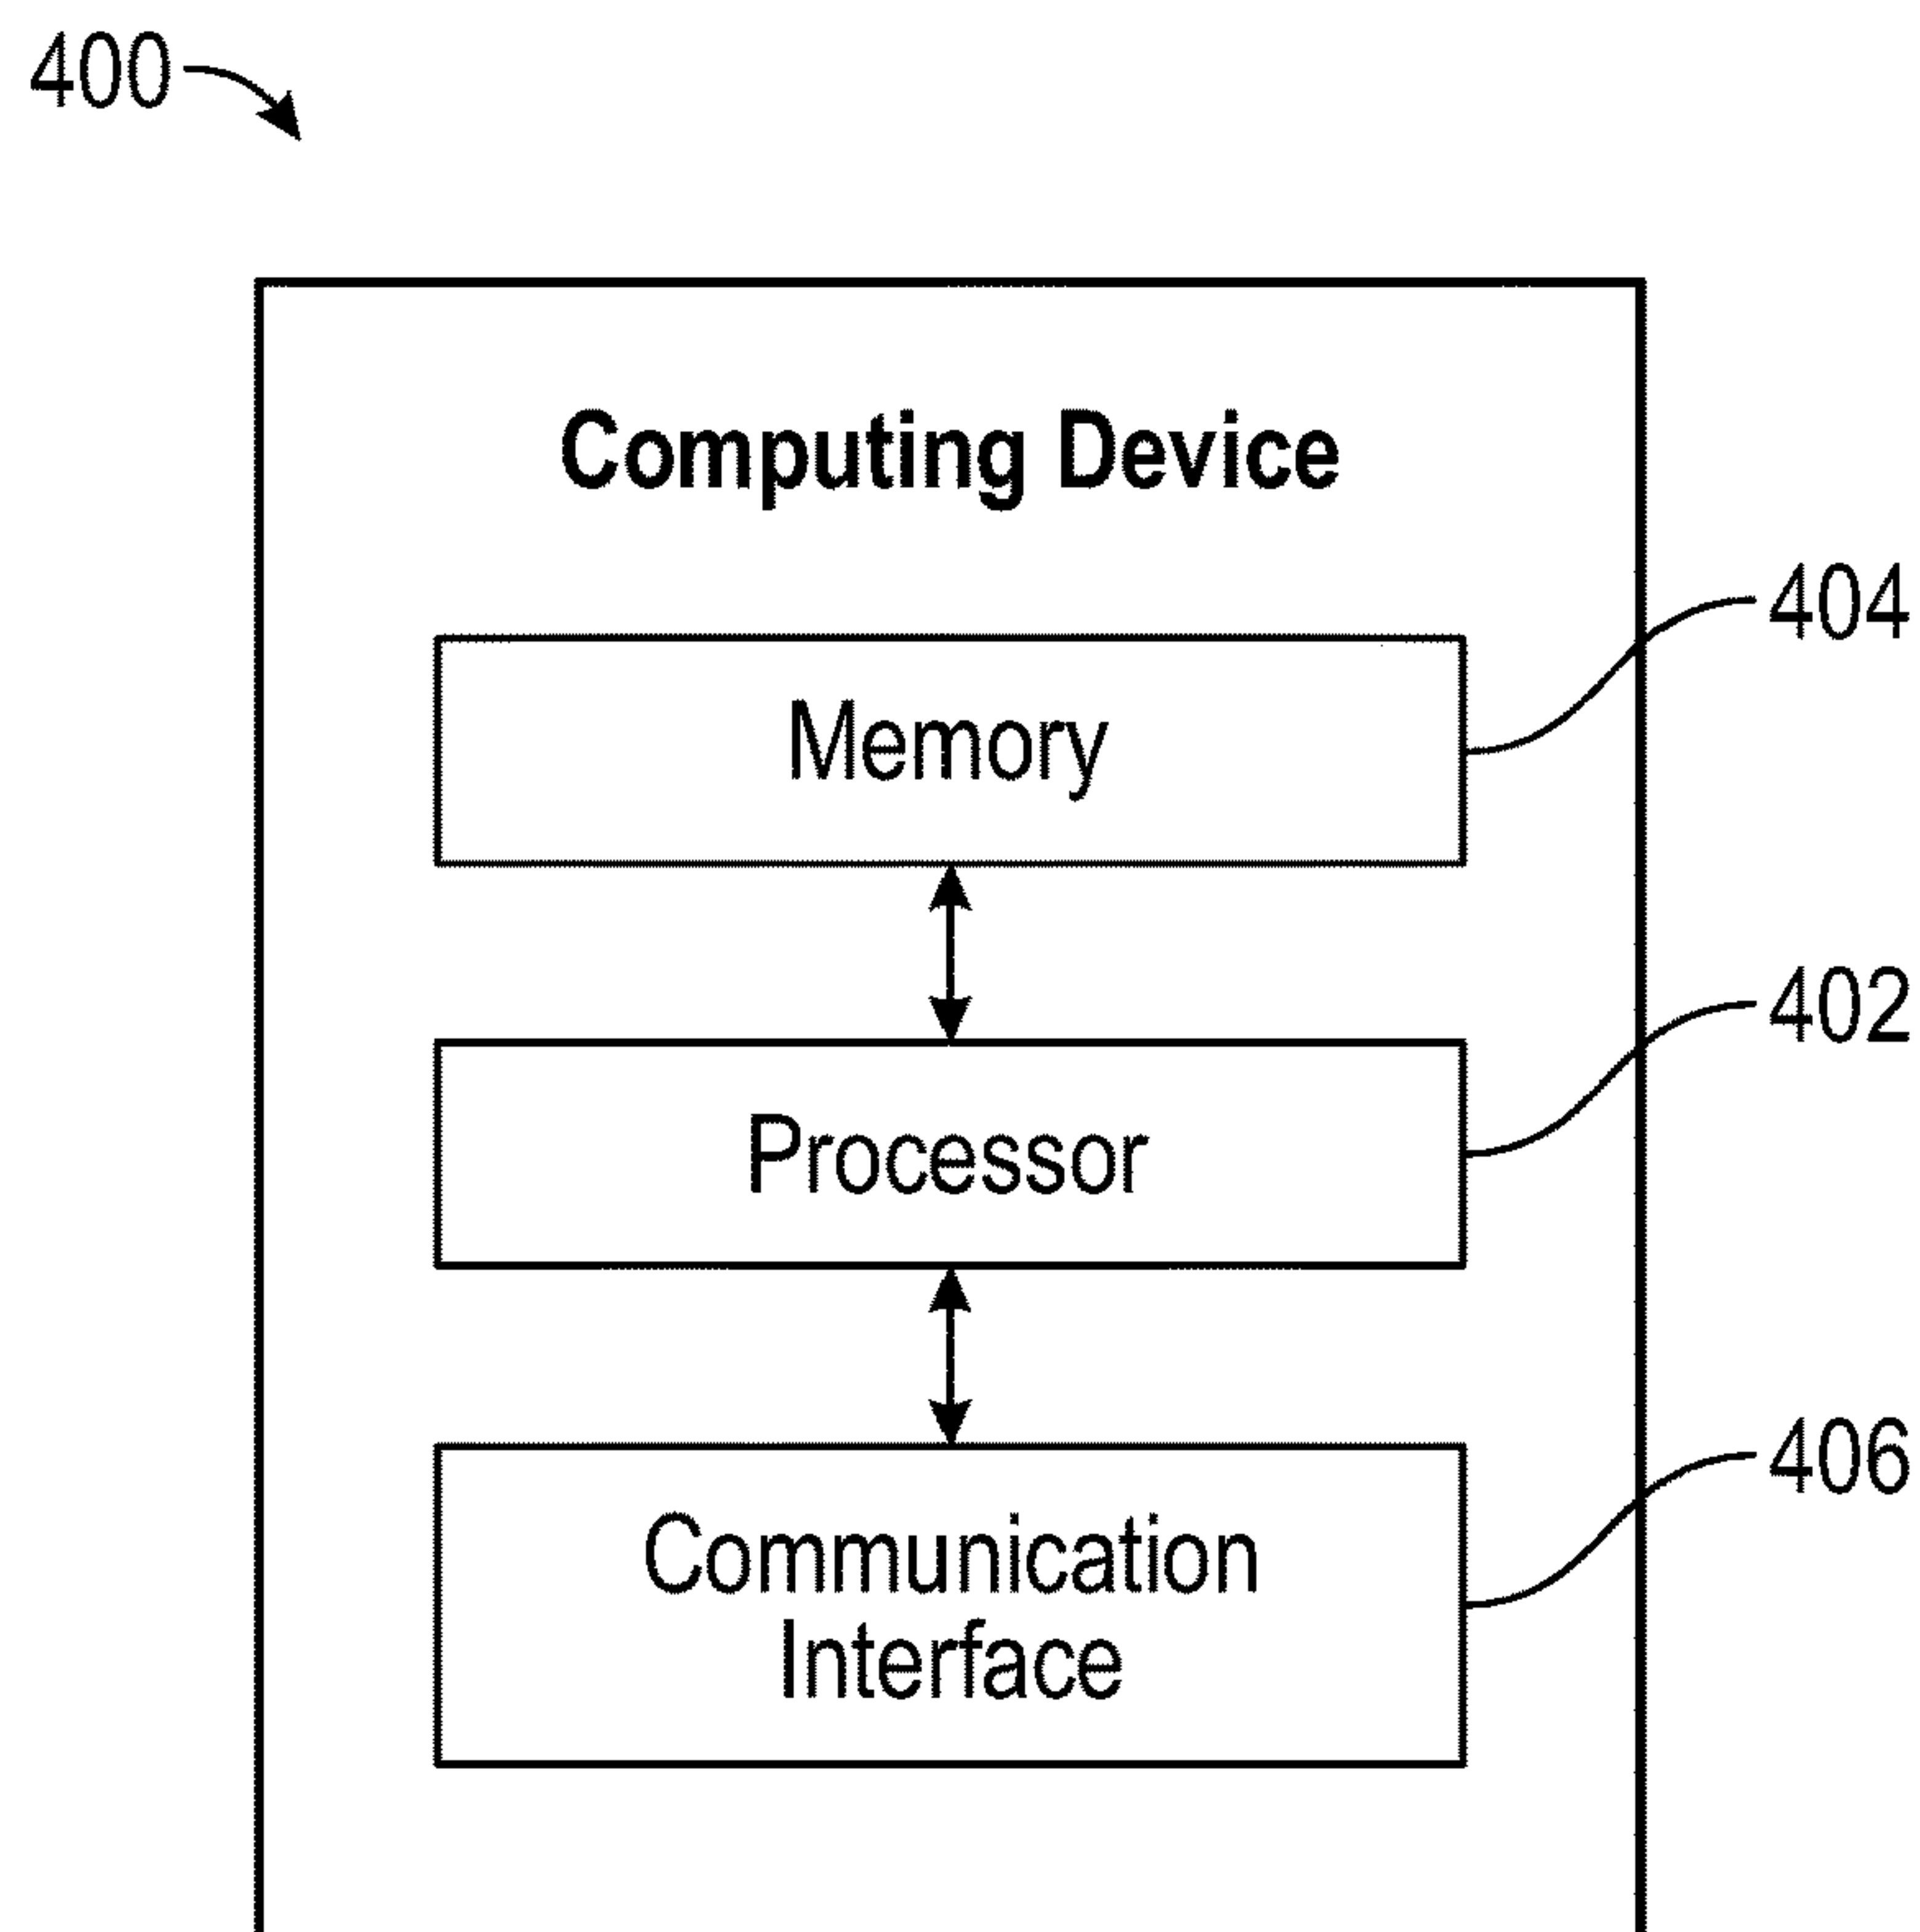 400
Computing Device
404
Memory
402
Processor
406
Communication
Interface